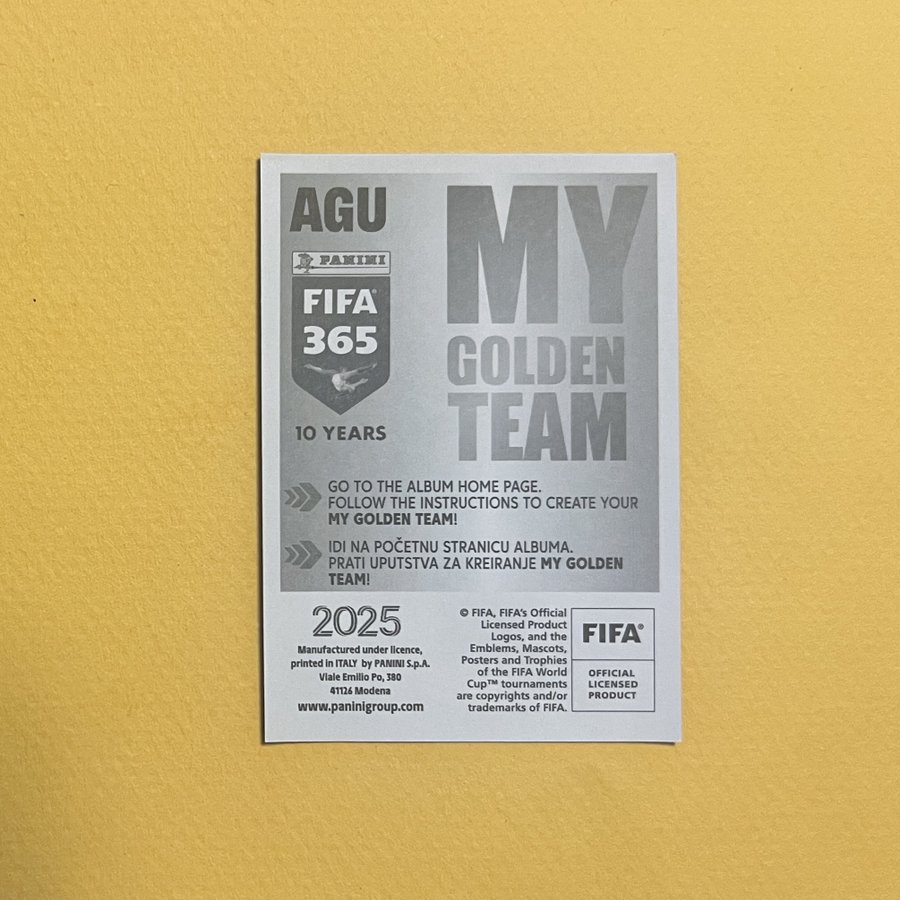 AGU
PANINI
FIFA®
365
10 YEARS
MY
GOLDEN
TEAM
GO TO THE ALBUM HOME PAGE.
FOLLOW THE INSTRUCTIONS TO CREATE YOUR
MY GOLDEN TEAM!
IDI NA POČETNU STRANICU ALBUMA.
PRATI UPUTSTVA ZA KREIRANJE MY GOLDEN
TEAM!
2025
Manufactured under licence,
printed in ITALY by PANINI S.p.A.
Viale Emilio Po, 380
41126 Modena
www.paninigroup.com
© FIFA, FIFA's Official
Licensed Product
Logos, and the
Emblems, Mascots,
Posters and Trophies
of the FIFA World
Cup™ tournaments
are copyrights and/or
trademarks of FIFA.
FIFA®
OFFICIAL
LICENSED
PRODUCT